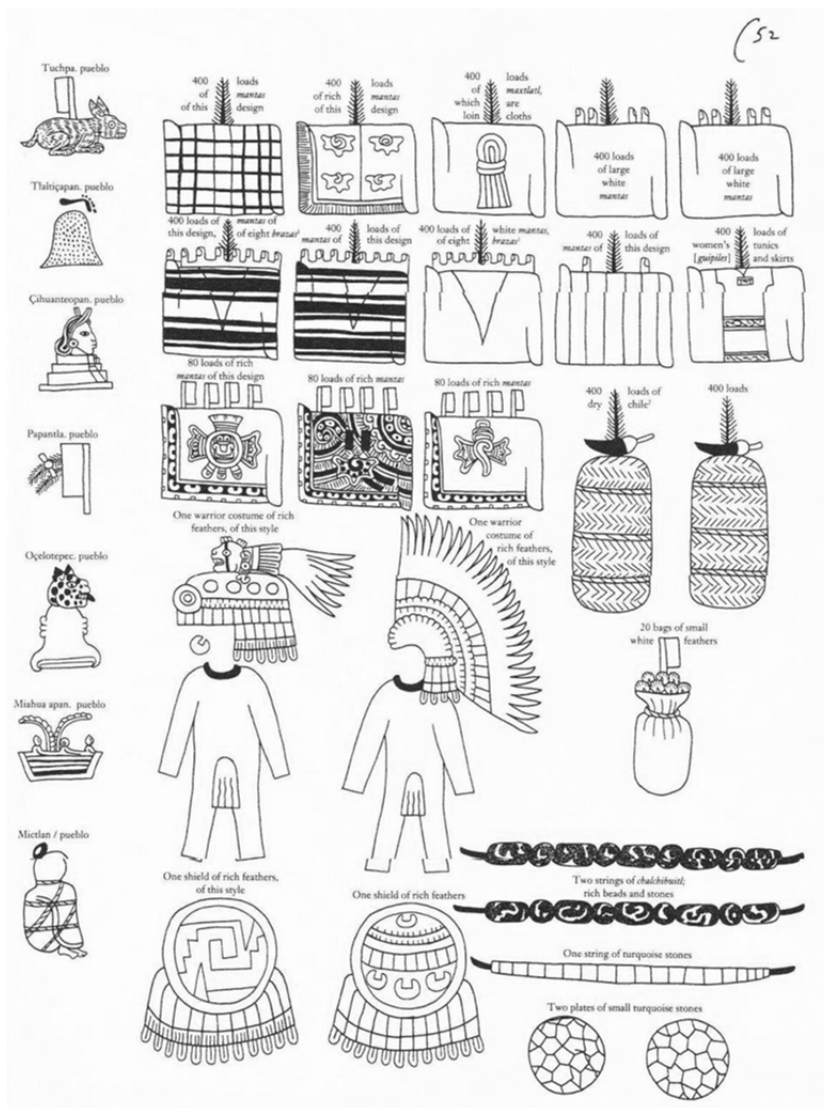 (52
Tuchpa. pueblo
Tlaltiçapan. pueblo
Çihuanteopan. pueblo
Papantla. pueblo
Oçelotepec. pueblo
Miahua apan. pueblo
Mictlan / pueblo
400 loads
of mantas
of this design
400 loads
of rich mantas
of this design
400 loads
of maxtlatl,
which are
loin cloths
400 loads
of large
white
mantas
400 loads
of large
white
mantas
400 loads of mantas of
this design, of eight brazas¹
400 loads of
mantas of this design
400 loads of white mantas,
of eight brazas¹
400 loads of
mantas of this design
400 loads of
women's tunics
[guipiles] and skirts
80 loads of rich
mantas of this design
80 loads of rich mantas
80 loads of rich mantas
400 loads of
dry chile²
400 loads
One warrior costume of rich
feathers, of this style
One warrior
costume of
rich feathers,
of this style
20 bags of small
white feathers
One shield of rich feathers,
of this style
One shield of rich feathers
Two strings of chalchihuitl;
rich beads and stones
One string of turquoise stones
Two plates of small turquoise stones